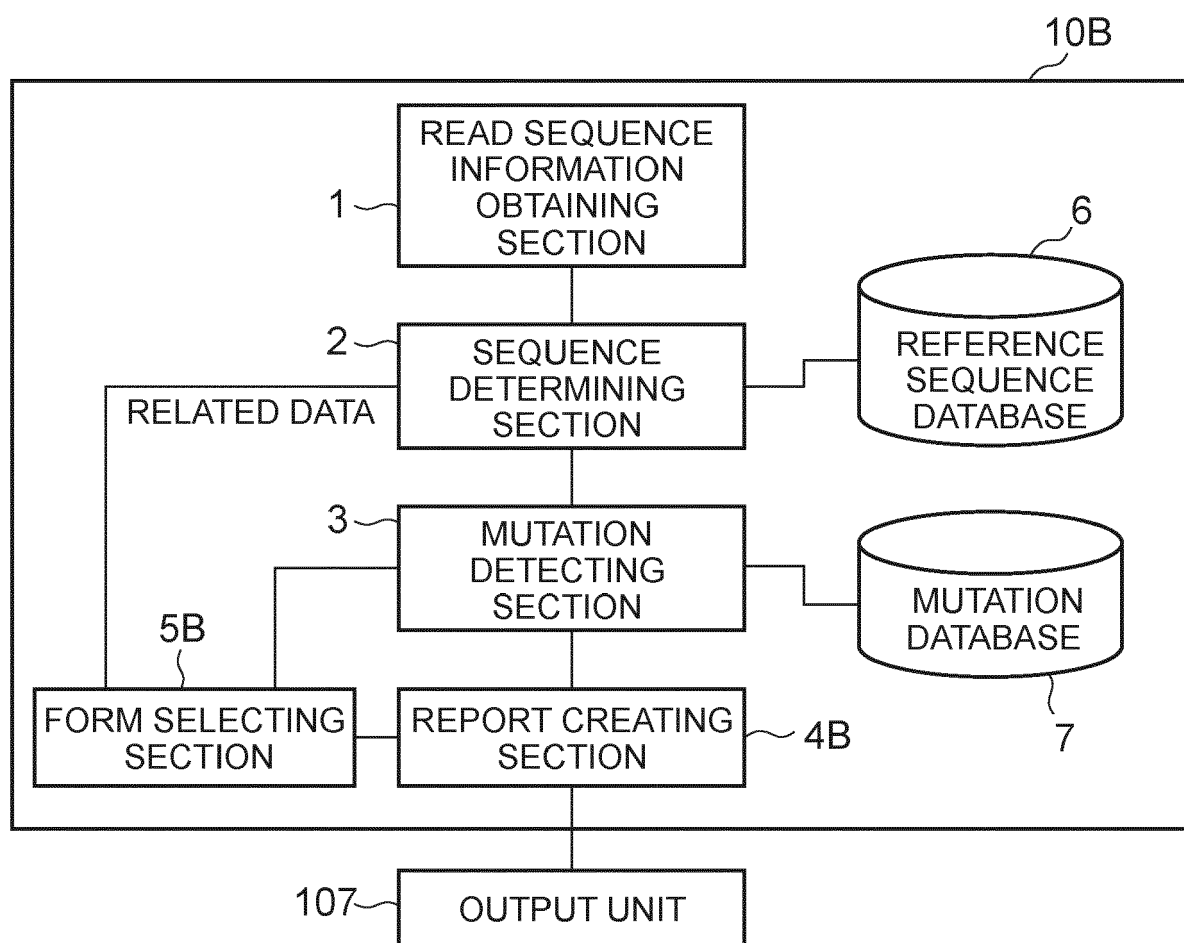 10B
READ SEQUENCE
INFORMATION
OBTAINING
SECTION
1
6
2
SEQUENCE
DETERMINING
SECTION
REFERENCE
SEQUENCE
DATABASE
RELATED DATA
3
MUTATION
DETECTING
SECTION
MUTATION
DATABASE
7
5B
FORM SELECTING
SECTION
REPORT CREATING
SECTION
4B
107
OUTPUT UNIT